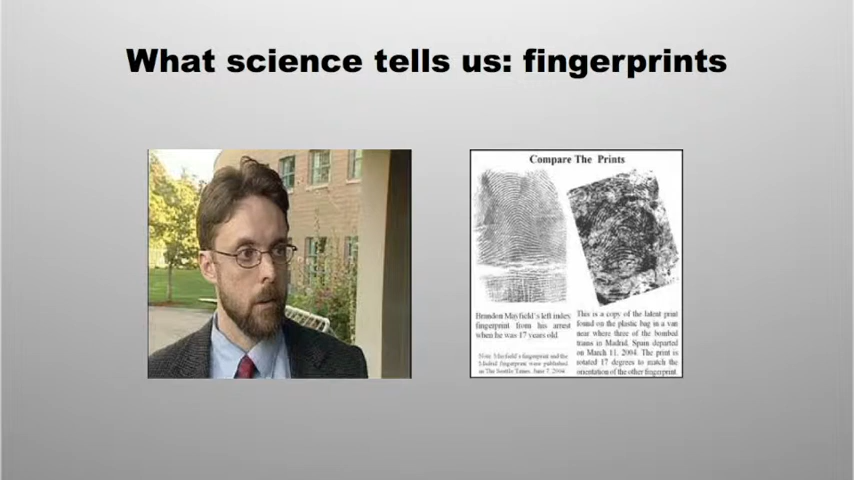 What science tells us: fingerprints
Compare The Prints
Brandon Mayfield's left index
fingerprint from his arrest
when he was 17 years old.
Note: Mayfield's fingerprint and the
Madrid fingerprint were published
in The Seattle Times, June 7, 2004.
This is a copy of the latent print
found on the plastic bag in a van
near where three of the bombed
trains in Madrid, Spain departed
on March 11, 2004. The print is
rotated 17 degrees to match the
orientation of the other fingerprint.